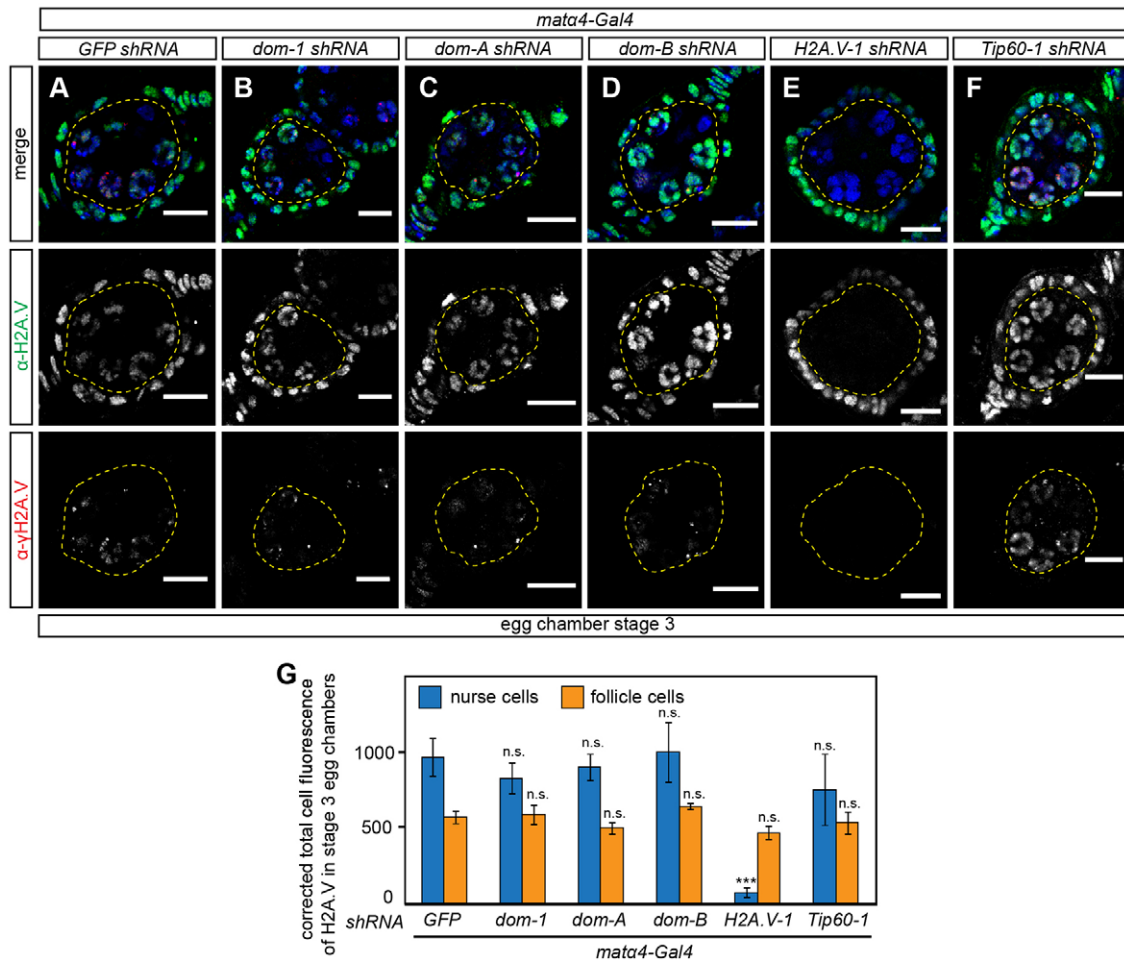 matα4-Gal4
GFP shRNA dom-1 shRNA dom-A shRNA dom-B shRNA H2A.V-1 shRNA Tip60-1 shRNA
A B C D E F
merge
α-H2A.V
α-γH2A.V
egg chamber stage 3
G
nurse cells follicle cells
corrected total cell fluorescence
of H2A.V in stage 3 egg chambers
1000
500
0
n.s. n.s. n.s. n.s. n.s. n.s. *** n.s. n.s. n.s.
shRNA GFP dom-1 dom-A dom-B H2A.V-1 Tip60-1
matα4-Gal4